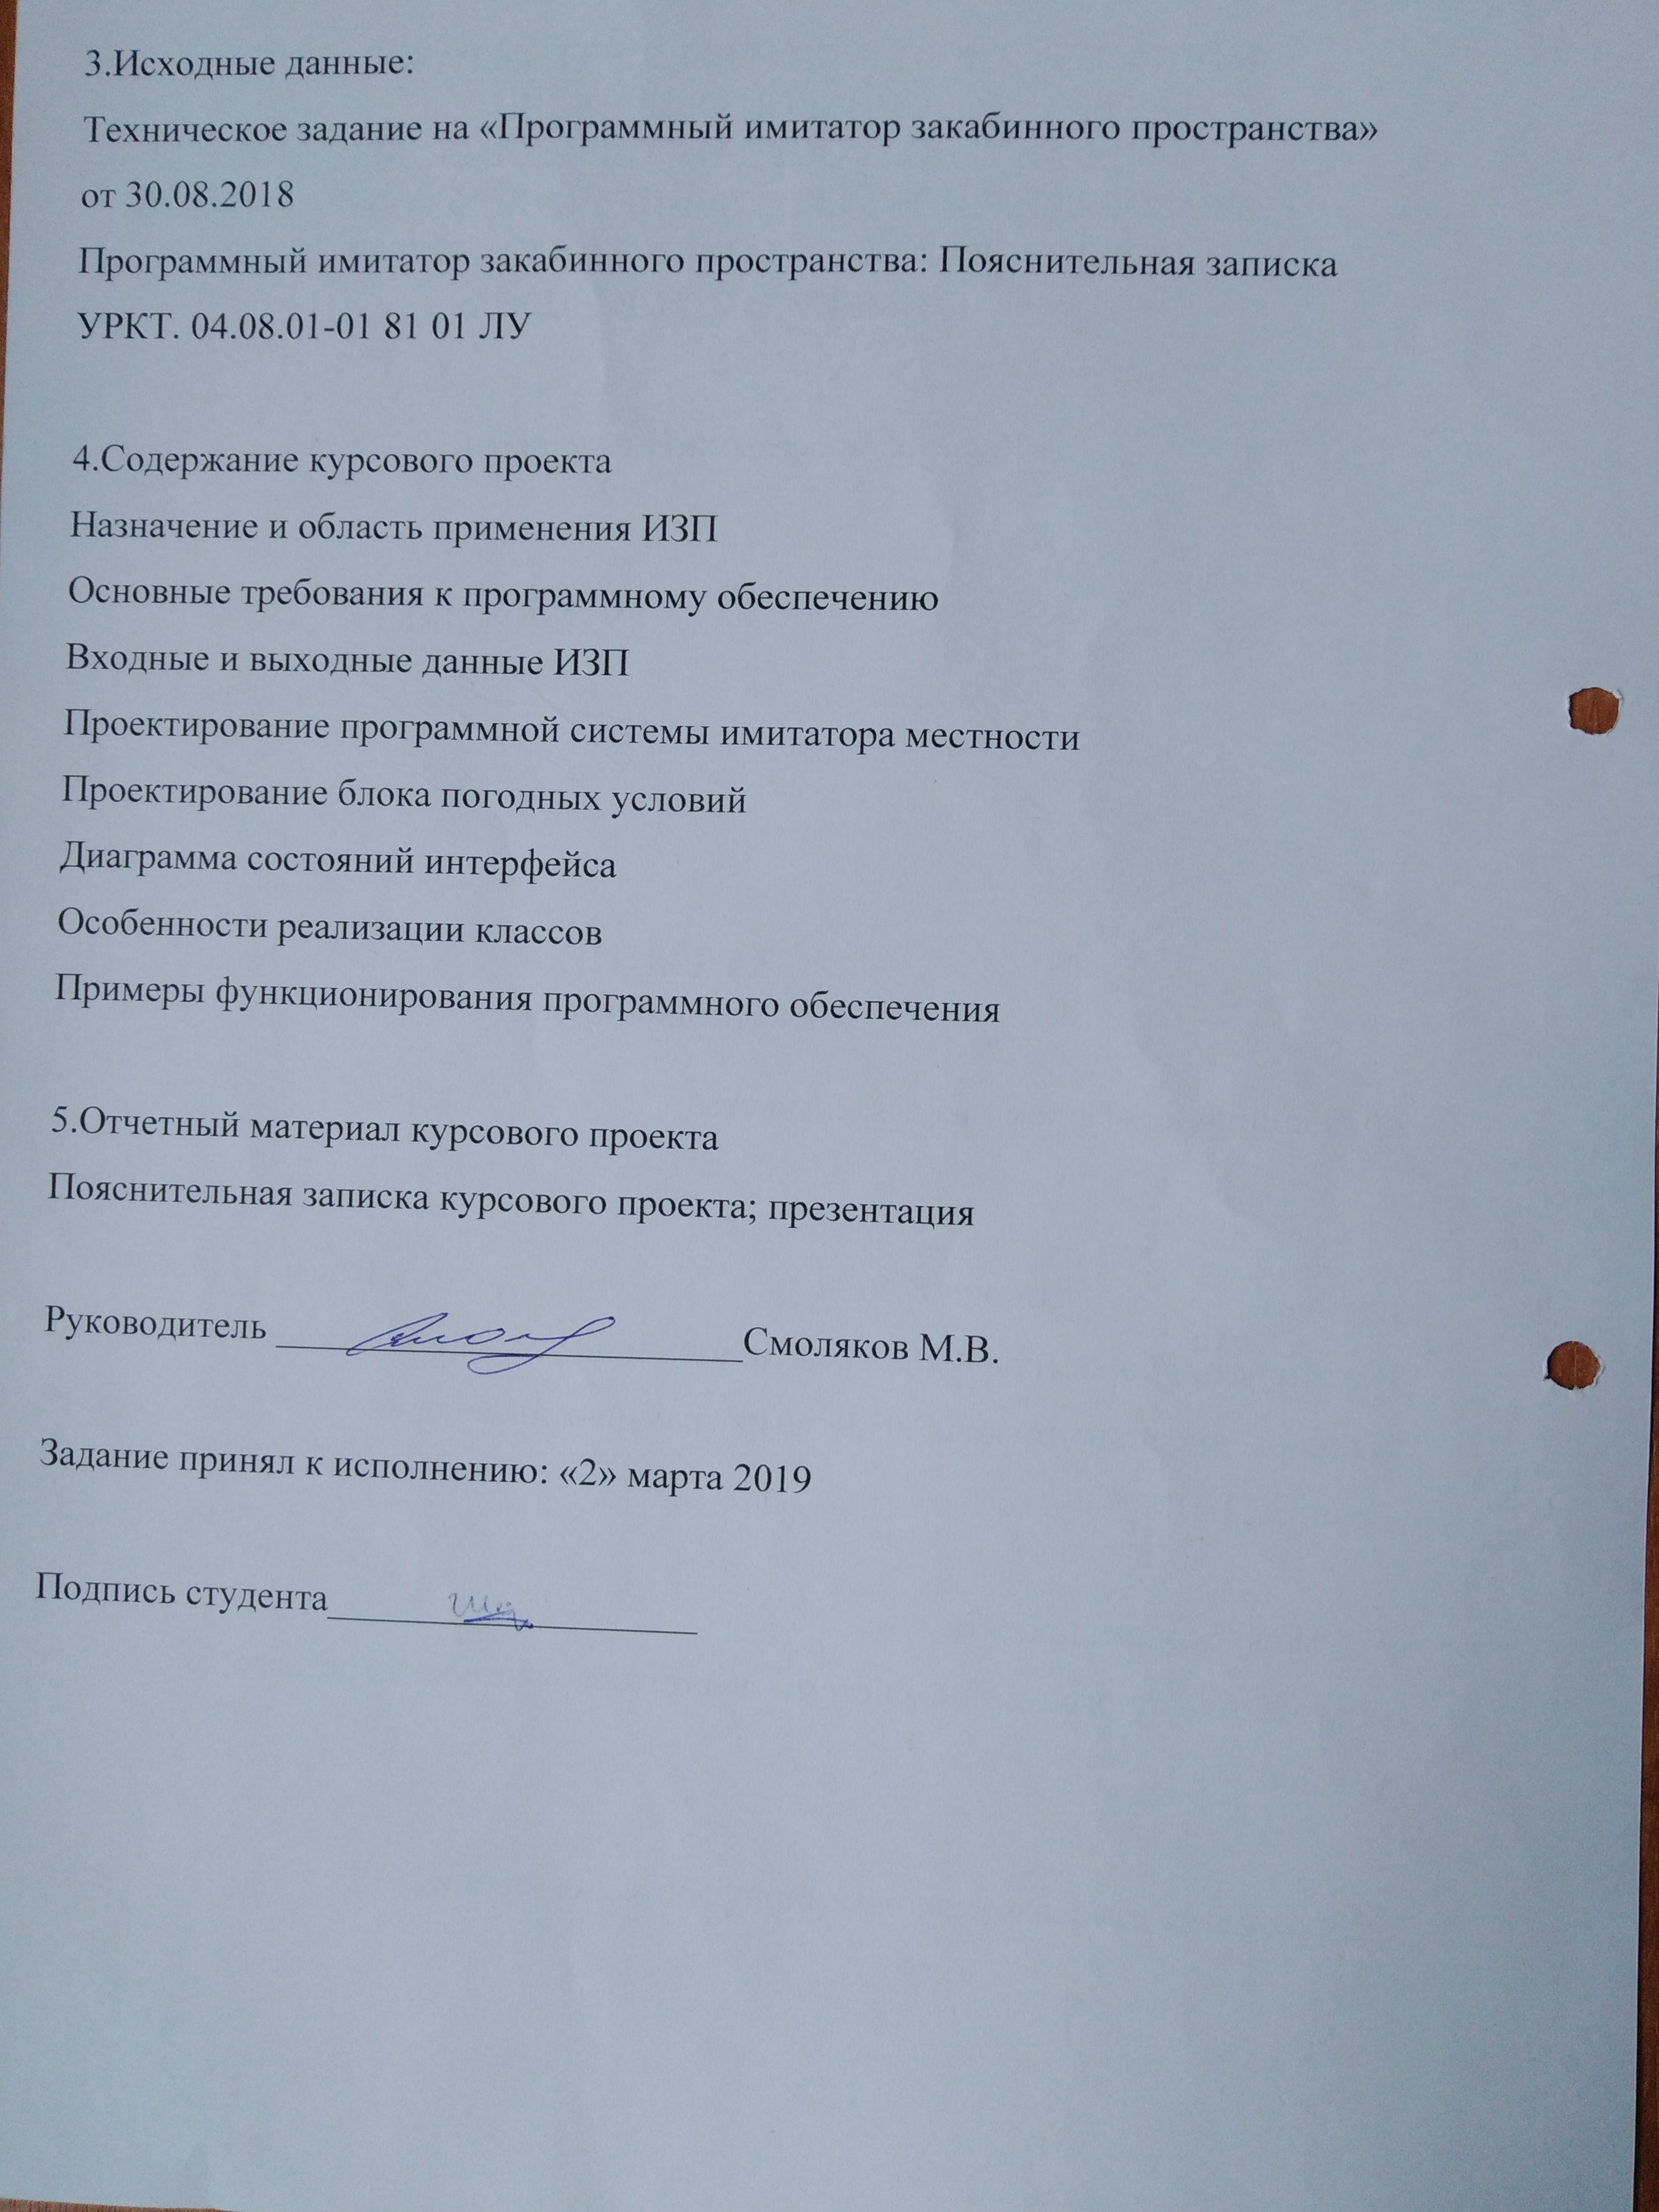 3.Исходные данные:
Техническое задание на «Программный имитатор закабинного пространства»
от 30.08.2018
Программный имитатор закабинного пространства: Пояснительная записка
УРКТ. 04.08.01-01 81 01 ЛУ
4.Содержание курсового проекта
Назначение и область применения ИЗП
Основные требования к программному обеспечению
Входные и выходные данные ИЗП
Проектирование программной системы имитатора местности
Проектирование блока погодных условий
Диаграмма состояний интерфейса
Особенности реализации классов
Примеры функционирования программного обеспечения
5.Отчетный материал курсового проекта
Пояснительная записка курсового проекта; презентация
Руководитель Смоляков М.В.
Задание принял к исполнению: «2» марта 2019
Подпись студента